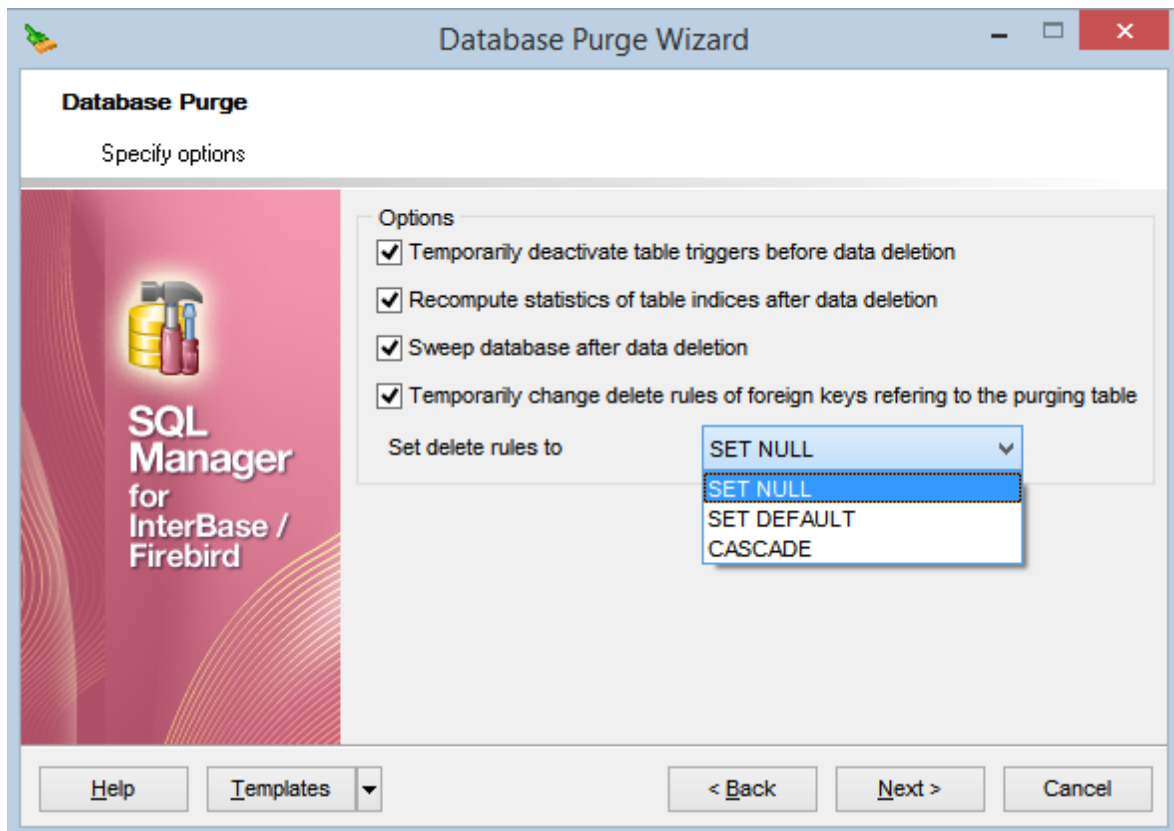 Database Purge Wizard
Database Purge
Specify options
Options
Temporarily deactivate table triggers before data deletion
Recompute statistics of table indices after data deletion
Sweep database after data deletion
Temporarily change delete rules of foreign keys refering to the purging table
Set delete rules to
SET NULL
SET NULL
SET DEFAULT
CASCADE
SQL
Manager
for
InterBase /
Firebird
Help
Templates
< Back
Next >
Cancel